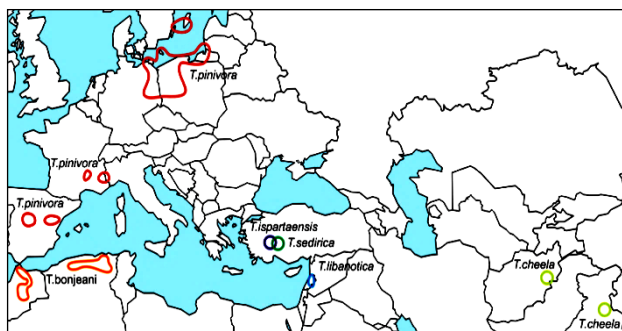 T.pinivora
T.pinivora
T.pinivora
T.ispartaensis
T.sedirica
T.libanotica
T.bonjeani
T.cheela
T.cheela